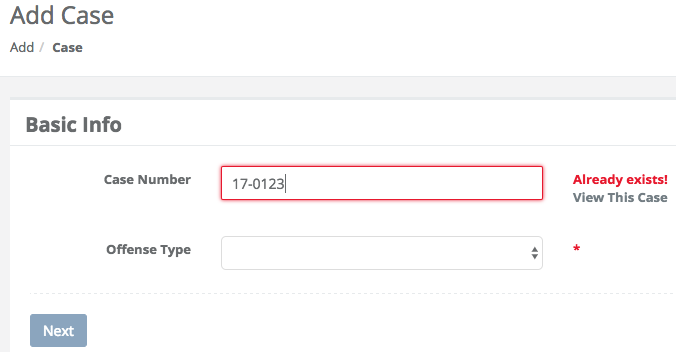 Add Case
Add / Case
Basic Info
Case Number 17-0123 Already exists!
View This Case
Offense Type *
Next